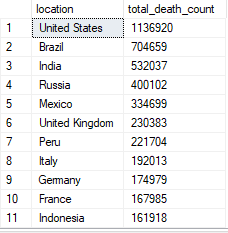 location total_death_count
1 United States 1136920
2 Brazil 704659
3 India 532037
4 Russia 400102
5 Mexico 334699
6 United Kingdom 230383
7 Peru 221704
8 Italy 192013
9 Germany 174979
10 France 167985
11 Indonesia 161918